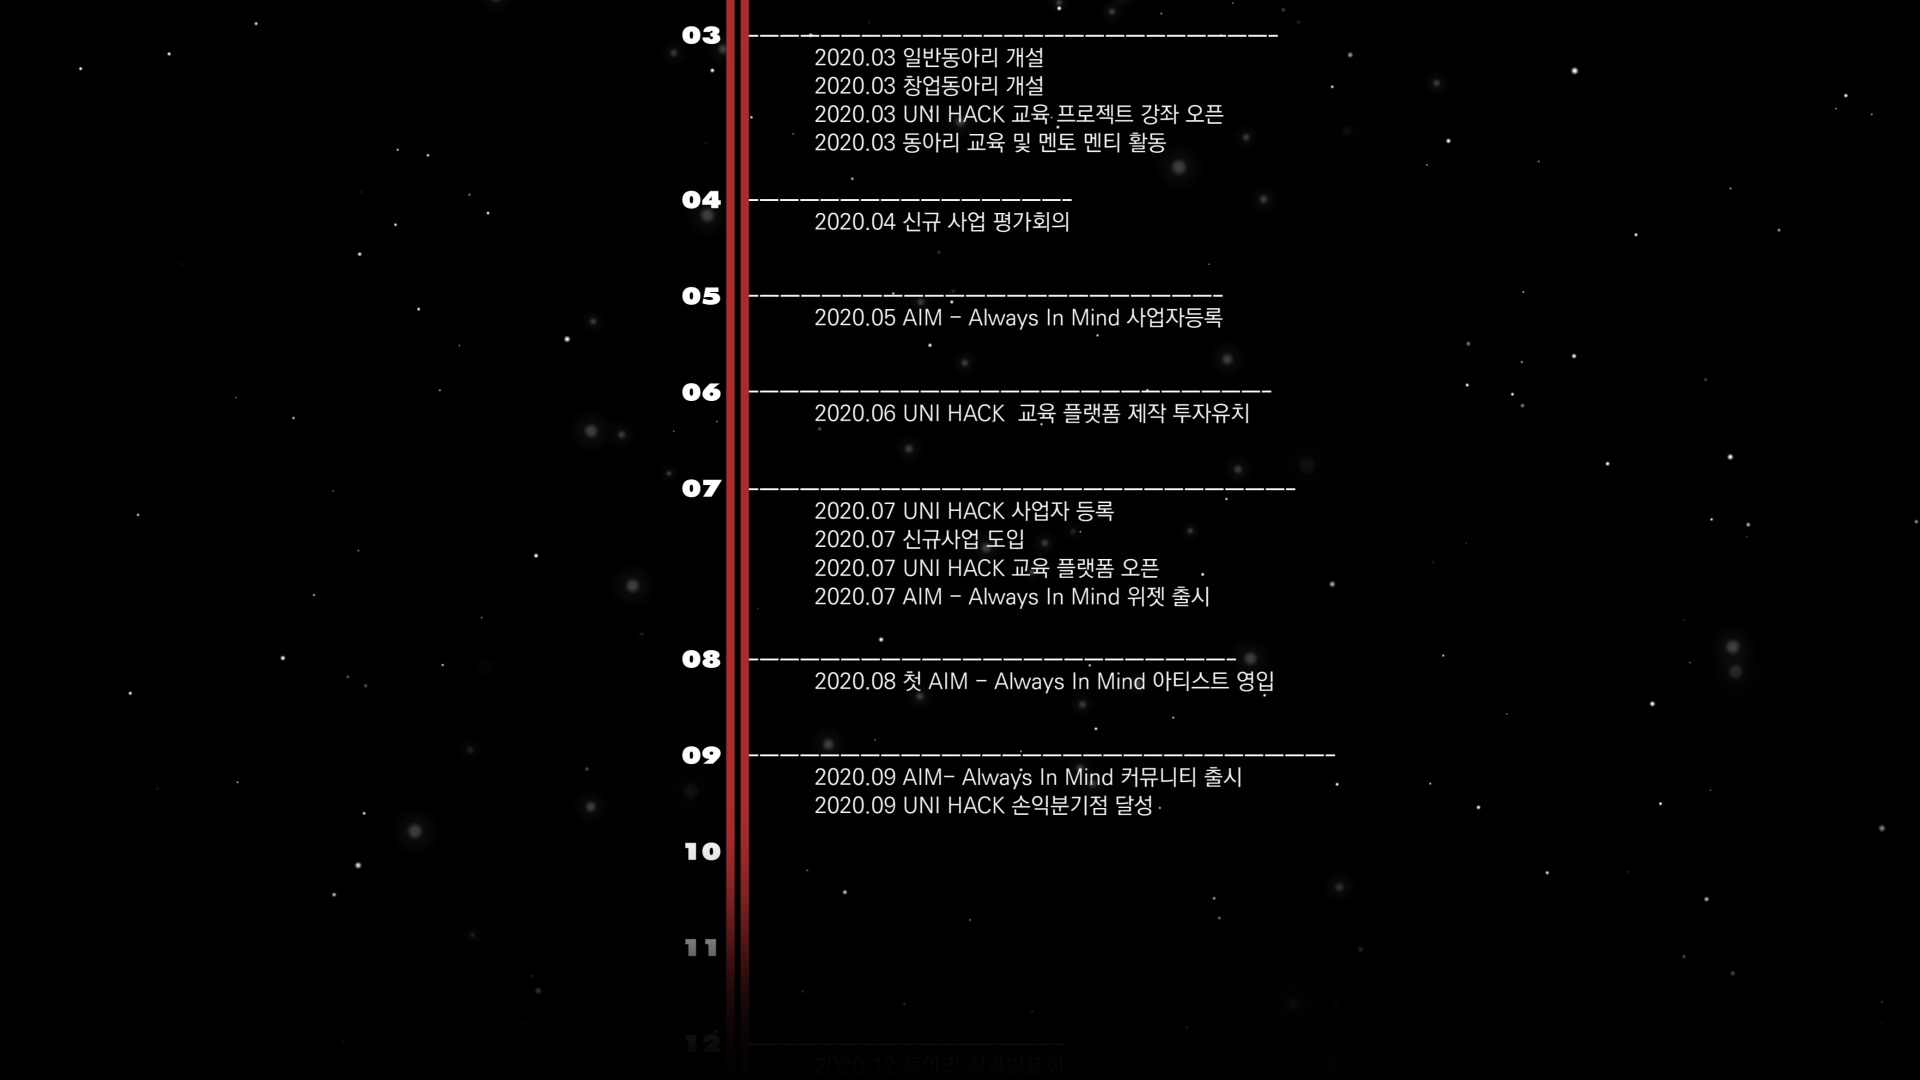 03
2020.03 일반동아리 개설
2020.03 창업동아리 개설
2020.03 UNI HACK 교육 프로젝트 강좌 오픈
2020.03 동아리 교육 및 멘토 멘티 활동
04
2020.04 신규 사업 평가회의
05
2020.05 AIM - Always In Mind 사업자등록
06
2020.06 UNI HACK  교육 플랫폼 제작 투자유치
07
2020.07 UNI HACK 사업자 등록
2020.07 신규사업 도입
2020.07 UNI HACK 교육 플랫폼 오픈
2020.07 AIM - Always In Mind 위젯 출시
08
2020.08 첫 AIM - Always In Mind 아티스트 영입
09
2020.09 AIM- Always In Mind 커뮤니티 출시
2020.09 UNI HACK 손익분기점 달성
10
11
12
2020.12 동아리 성과발표회